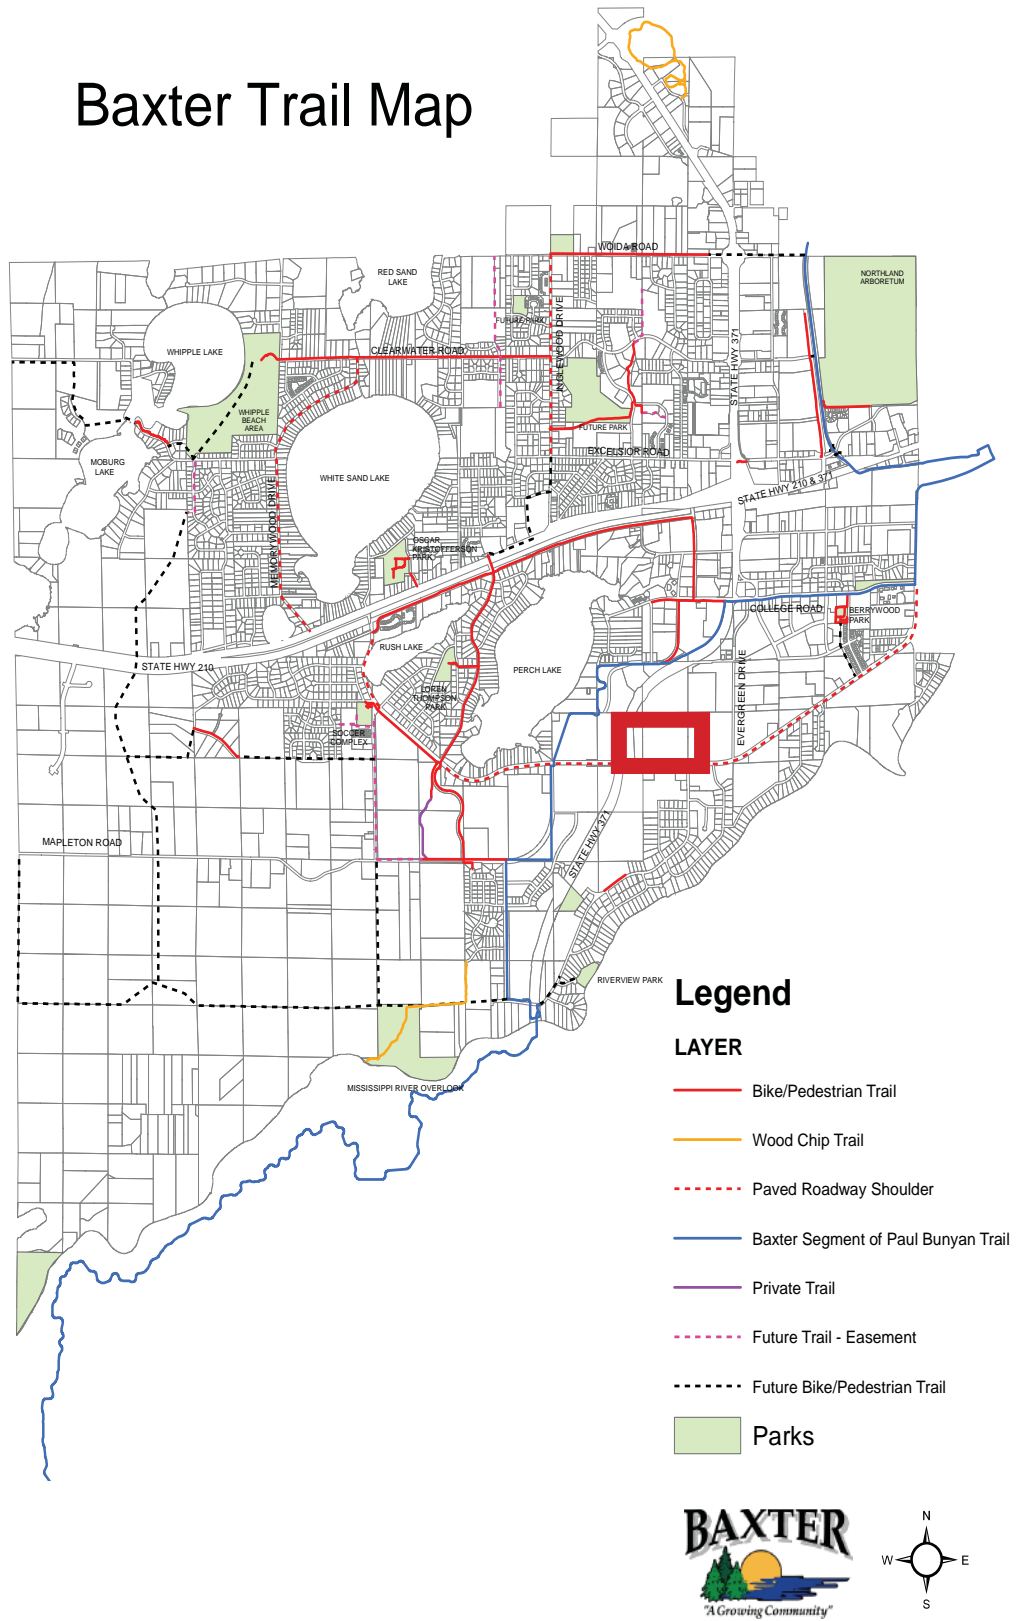 Baxter Trail Map
WOIDA ROAD
RED SAND
LAKE
NORTHLAND
ARBORETUM
FUTURE PARK
INGLEWOOD DRIVE
STATE HWY 371
WHIPPLE LAKE
CLEARWATER ROAD
WHIPPLE
BEACH
AREA
FUTURE PARK
EXCELSIOR ROAD
MOBURG
LAKE
WHITE SAND LAKE
STATE HWY 210 & 371
MEMORYWOOD DRIVE
OSCAR
KRISTOFFERSON
PARK
COLLEGE ROAD
BERRYWOOD
PARK
RUSH LAKE
STATE HWY 210
PERCH LAKE
EVERGREEN DRIVE
LOREN
THOMPSON
PARK
SOCCER
COMPLEX
STATE HWY 371
MAPLETON ROAD
RIVERVIEW PARK
MISSISSIPPI RIVER OVERLOOK
Legend
LAYER
Bike/Pedestrian Trail
Wood Chip Trail
Paved Roadway Shoulder
Baxter Segment of Paul Bunyan Trail
Private Trail
Future Trail - Easement
Future Bike/Pedestrian Trail
Parks
BAXTER
"A Growing Community"
N
W E
S